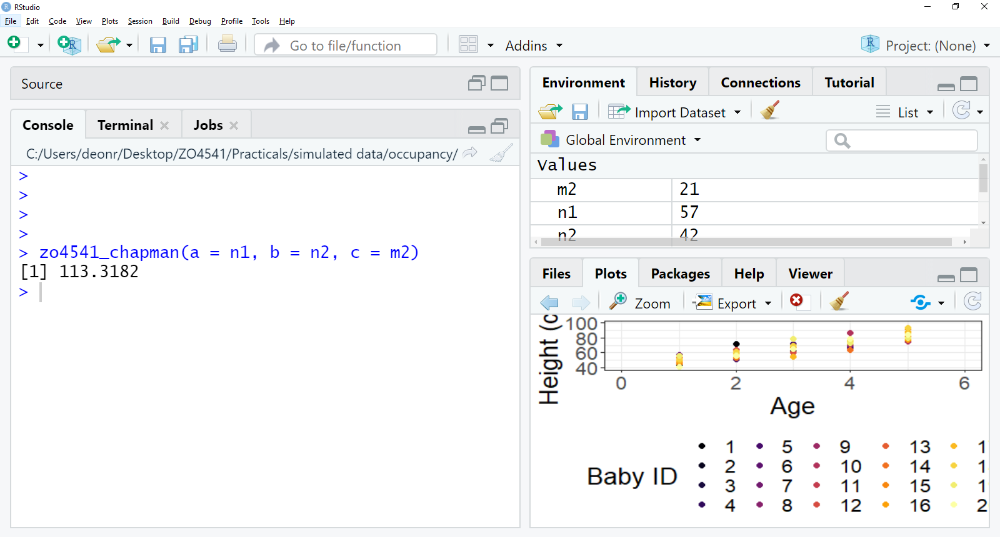 RStudio
File Edit Code View Plots Session Build Debug Profile Tools Help
Go to file/function
Addins
Project: (None)
Source
Console Terminal Jobs
C:/Users/deonr/Desktop/ZO4541/Practicals/simulated data/occupancy/
>
>
>
>
> zo4541_chapman(a = n1, b = n2, c = m2)
[1] 113.3182
>
Environment History Connections Tutorial
Import Dataset
List
Global Environment
Values
m2 21
n1 57
n2 42
Files Plots Packages Help Viewer
Zoom Export
Height (c
100
80
60
40
0 2 4 6
Age
Baby ID
1 5 9 13 1
2 6 10 14 1
3 7 11 15 1
4 8 12 16 2